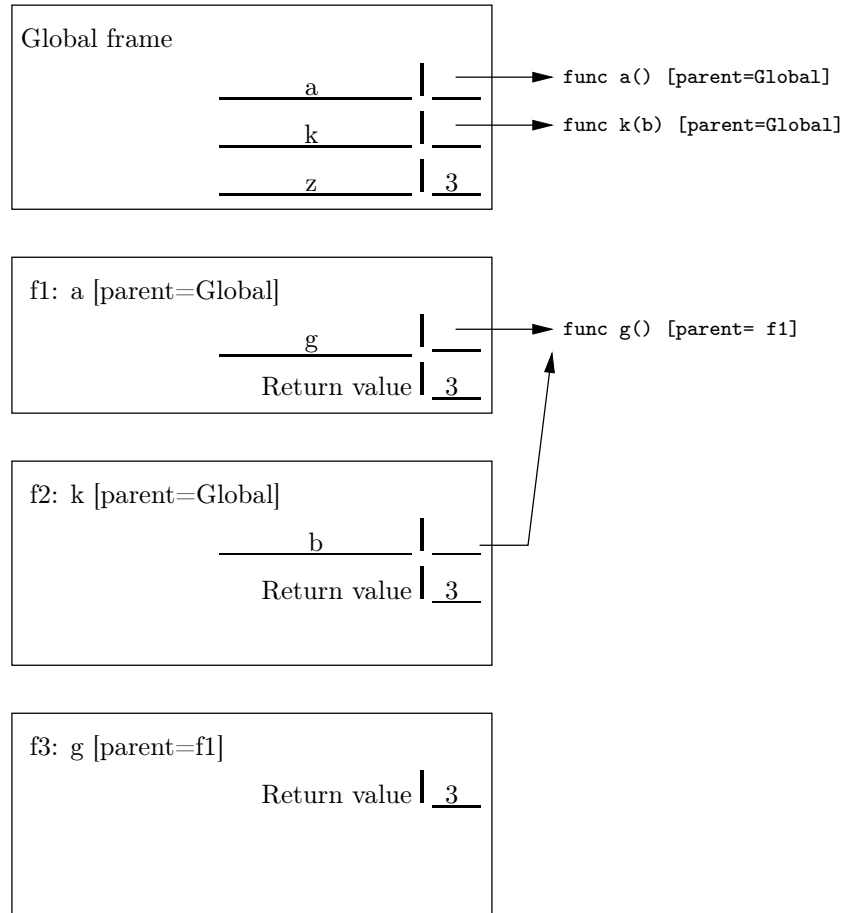 Global frame
a
func a() [parent=Global]
k
func k(b) [parent=Global]
z 3
f1: a [parent=Global]
g
func g() [parent= f1]
Return value 3
f2: k [parent=Global]
b
Return value 3
f3: g [parent=f1]
Return value 3